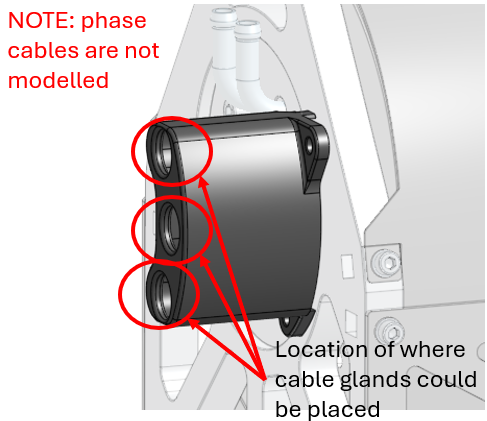 NOTE: phase
cables are not
modelled
Location of where
cable glands could
be placed